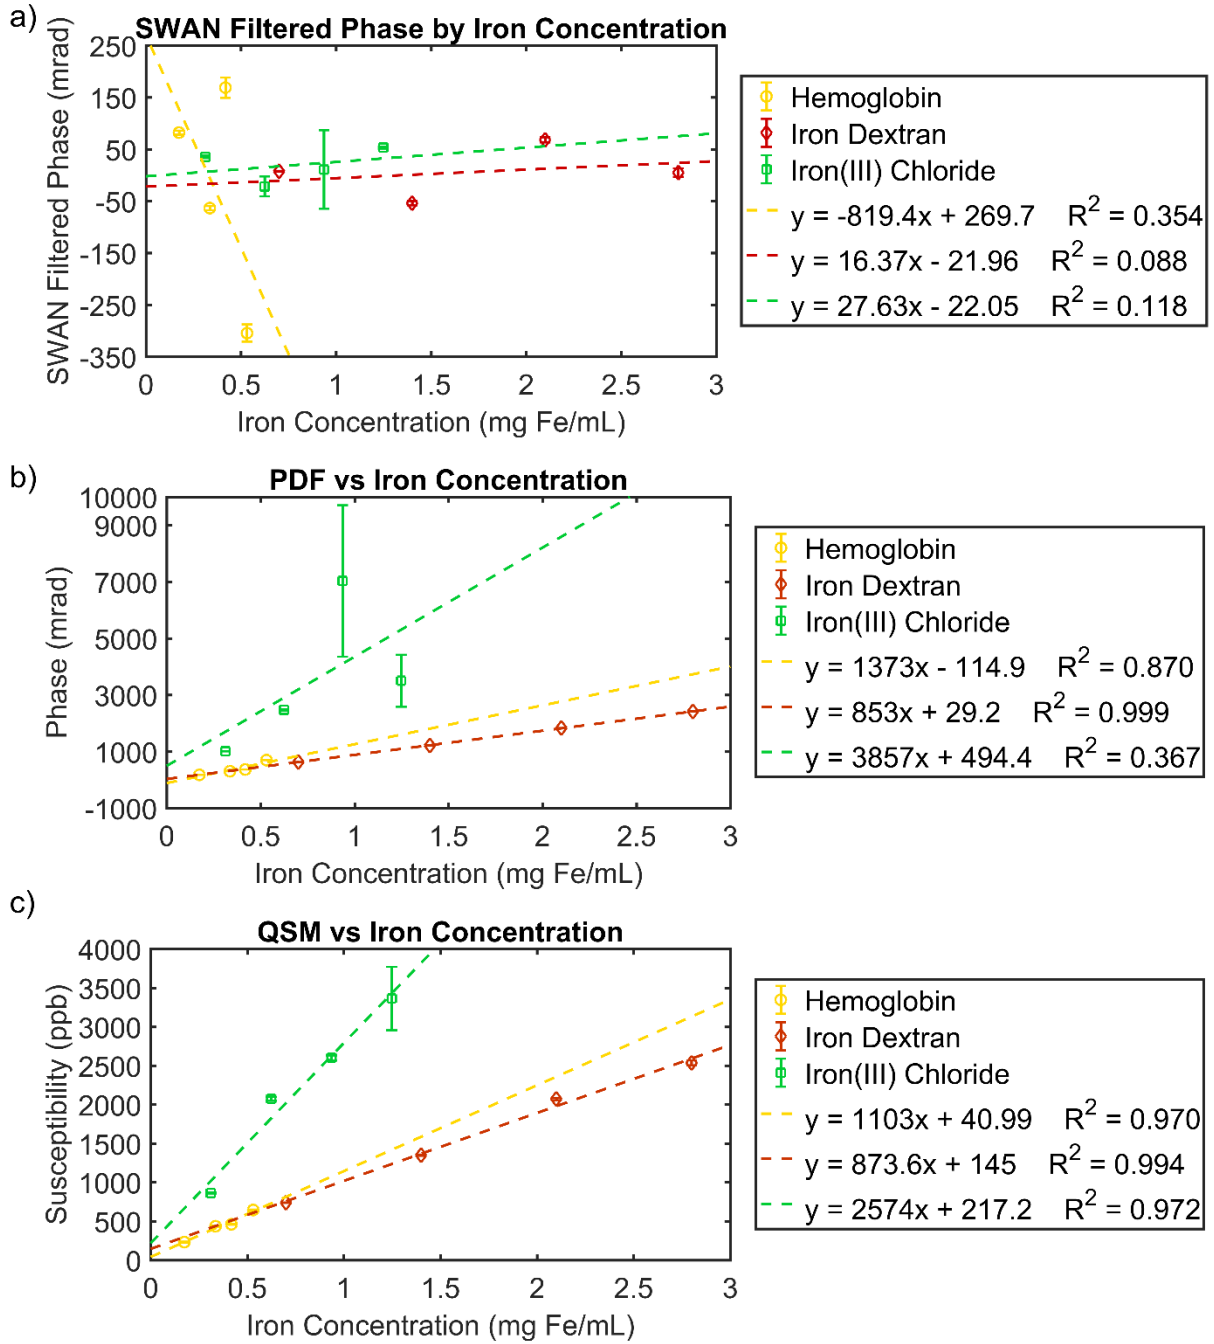 a)
SWAN Filtered Phase by Iron Concentration
SWAN Filtered Phase (mrad)
250
150
50
-50
-150
-250
-350
0 0.5 1 1.5 2 2.5 3
Iron Concentration (mg Fe/mL)
Hemoglobin
Iron Dextran
Iron(III) Chloride
y = -819.4x + 269.7 R² = 0.354
y = 16.37x - 21.96 R² = 0.088
y = 27.63x - 22.05 R² = 0.118
b)
PDF vs Iron Concentration
Phase (mrad)
10000
9000
7000
5000
3000
1000
-1000
0 0.5 1 1.5 2 2.5 3
Iron Concentration (mg Fe/mL)
Hemoglobin
Iron Dextran
Iron(III) Chloride
y = 1373x - 114.9 R² = 0.870
y = 853x + 29.2 R² = 0.999
y = 3857x + 494.4 R² = 0.367
c)
QSM vs Iron Concentration
Susceptibility (ppb)
4000
3500
3000
2500
2000
1500
1000
500
0
0 0.5 1 1.5 2 2.5 3
Iron Concentration (mg Fe/mL)
Hemoglobin
Iron Dextran
Iron(III) Chloride
y = 1103x + 40.99 R² = 0.970
y = 873.6x + 145 R² = 0.994
y = 2574x + 217.2 R² = 0.972